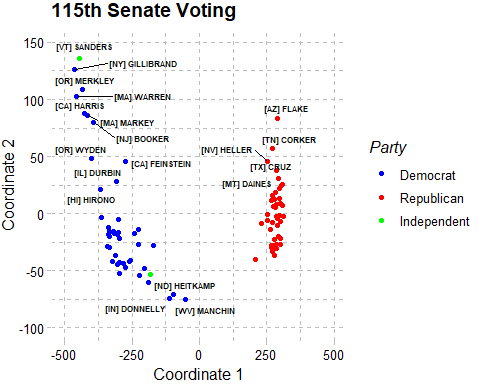 115th Senate Voting
[VT] SANDERS
[NY] GILLIBRAND
[OR] MERKLEY
[MA] WARREN
[CA] HARRIS
[MA] MARKEY
[NJ] BOOKER
[OR] WYDEN
[CA] FEINSTEIN
[IL] DURBIN
[HI] HIRONO
[AZ] FLAKE
[TN] CORKER
[NV] HELLER
[TX] CRUZ
[MT] DAINES
[ND] HEITKAMP
[IN] DONNELLY
[WV] MANCHIN
150
100
50
0
-50
-100
Coordinate 2
-500
-250
0
250
500
Coordinate 1
Party
Democrat
Republican
Independent